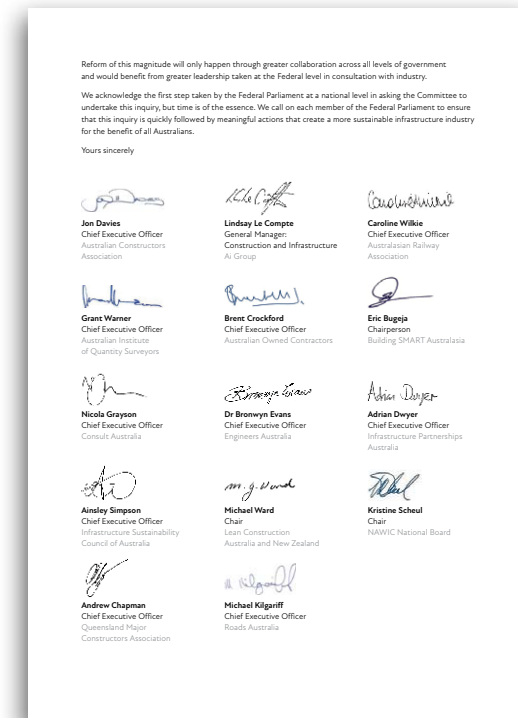 Reform of this magnitude will only happen through greater collaboration across all levels of government
and would benefit from greater leadership taken at the Federal level in consultation with industry.
We acknowledge the first step taken by the Federal Parliament at a national level in asking the Committee to
undertake this inquiry, but time is of the essence. We call on each member of the Federal Parliament to ensure
that this inquiry is quickly followed by meaningful actions that create a more sustainable infrastructure industry
for the benefit of all Australians.
Yours sincerely
Jon Davies
Chief Executive Officer
Australian Constructors
Association
Lindsay Le Compte
General Manager:
Construction and Infrastructure
Ai Group
Caroline Wilkie
Chief Executive Officer
Australasian Railway
Association
Grant Warner
Chief Executive Officer
Australian Institute
of Quantity Surveyors
Brent Crockford
Chief Executive Officer
Australian Owned Contractors
Eric Bugeja
Chairperson
Building SMART Australasia
Nicola Grayson
Chief Executive Officer
Consult Australia
Bronwyn Evans
Dr Bronwyn Evans
Chief Executive Officer
Engineers Australia
Adrian Dwyer
Adrian Dwyer
Chief Executive Officer
Infrastructure Partnerships
Australia
Ainsley Simpson
Chief Executive Officer
Infrastructure Sustainability
Council of Australia
M.J. Ward
Michael Ward
Chair
Lean Construction
Australia and New Zealand
Kristine Scheul
Chair
NAWIC National Board
Andrew Chapman
Chief Executive Officer
Queensland Major
Constructors Association
M Kilgariff
Michael Kilgariff
Chief Executive Officer
Roads Australia